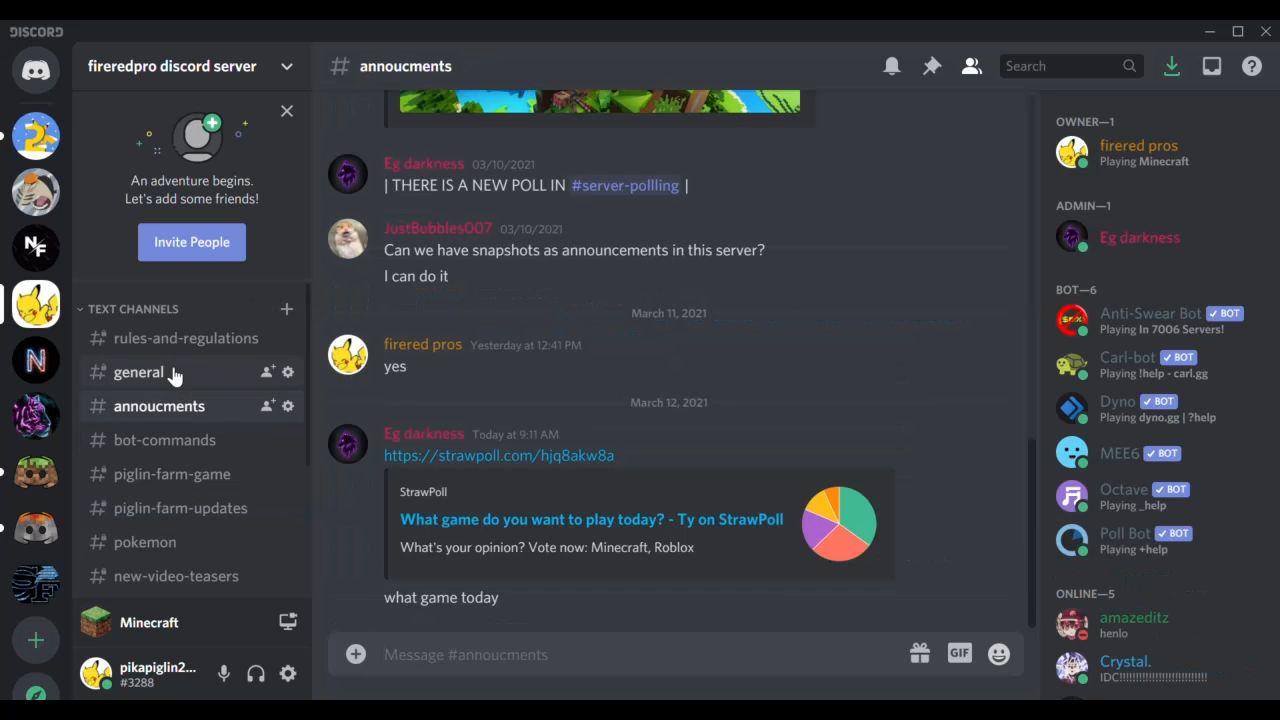 DISCORD
fireredpro discord server
# annoucments
Search
An adventure begins.
Let's add some friends!
Invite People
TEXT CHANNELS
# rules-and-regulations
# general
# annoucments
# bot-commands
# piglin-farm-game
# piglin-farm-updates
# pokemon
# new-video-teasers
Minecraft
pikapiglin2...
#3288
Eg darkness 03/10/2021
| THERE IS A NEW POLL IN #server-pollling |
JustBubbles007 03/10/2021
Can we have snapshots as announcements in this server?
I can do it
March 11, 2021
firered pros Yesterday at 12:41 PM
yes
March 12, 2021
Eg darkness Today at 9:11 AM
https://strawpoll.com/hjq8akw8a
StrawPoll
What game do you want to play today? - Ty on StrawPoll
What's your opinion? Vote now: Minecraft, Roblox
what game today
Message #annoucments
GIF
OWNER—1
firered pros
Playing Minecraft
ADMIN—1
Eg darkness
BOT—6
Anti-Swear Bot ✓ BOT
Playing In 7006 Servers!
Carl-bot ✓ BOT
Playing !help - carl.gg
Dyno ✓ BOT
Playing dyno.gg | ?help
MEE6 ✓ BOT
Octave ✓ BOT
Playing _help
Poll Bot ✓ BOT
Playing +help
ONLINE—5
amazeditz
henlo
Crystal.